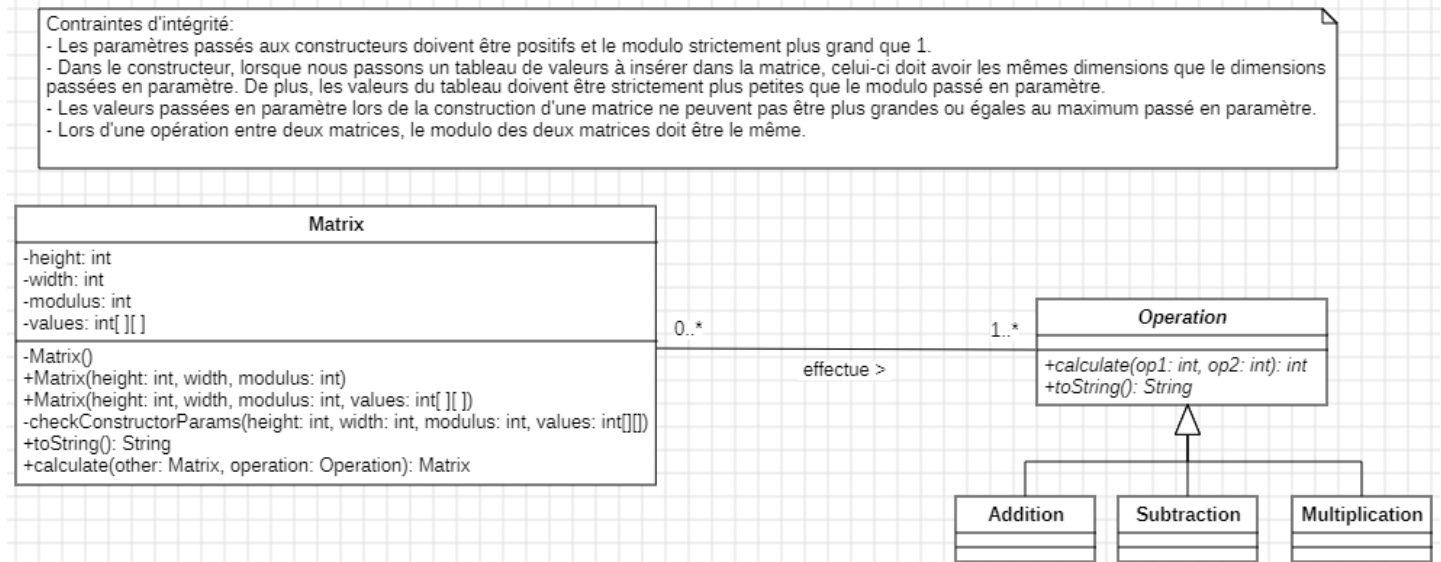 Contraintes d'intégrité:
- Les paramètres passés aux constructeurs doivent être positifs et le modulo strictement plus grand que 1.
- Dans le constructeur, lorsque nous passons un tableau de valeurs à insérer dans la matrice, celui-ci doit avoir les mêmes dimensions que le dimensions
passées en paramètre. De plus, les valeurs du tableau doivent être strictement plus petites que le modulo passé en paramètre.
- Les valeurs passées en paramètre lors de la construction d'une matrice ne peuvent pas être plus grandes ou égales au maximum passé en paramètre.
- Lors d'une opération entre deux matrices, le modulo des deux matrices doit être le même.
Matrix
-height: int
-width: int
-modulus: int
-values: int[ ][ ]
-Matrix()
+Matrix(height: int, width, modulus: int)
+Matrix(height: int, width, modulus: int, values: int[ ][ ])
-checkConstructorParams(height: int, width: int, modulus: int, values: int[][])
+toString(): String
+calculate(other: Matrix, operation: Operation): Matrix
0..*
1..*
effectue >
Operation
+calculate(op1: int, op2: int): int
+toString(): String
Addition
Subtraction
Multiplication